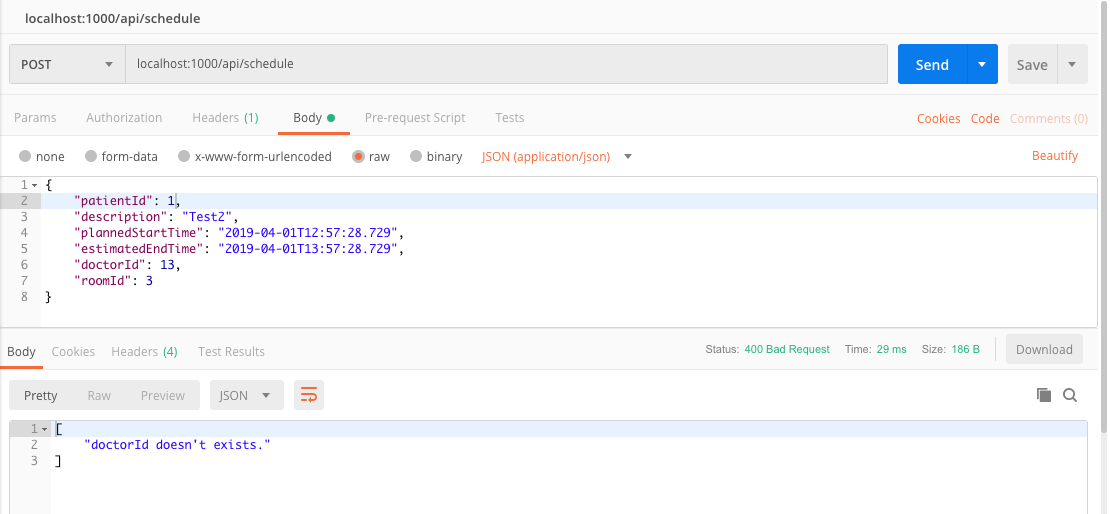 localhost:1000/api/schedule
POST localhost:1000/api/schedule Send Save
Params Authorization Headers (1) Body Pre-request Script Tests Cookies Code Comments (0)
none form-data x-www-form-urlencoded raw binary JSON (application/json) Beautify
1 {
2 "patientId": 1,
3 "description": "Test2",
4 "plannedStartTime": "2019-04-01T12:57:28.729",
5 "estimatedEndTime": "2019-04-01T13:57:28.729",
6 "doctorId": 13,
7 "roomId": 3
8 }
Body Cookies Headers (4) Test Results Status: 400 Bad Request Time: 29 ms Size: 186 B Download
Pretty Raw Preview JSON
1 [
2 "doctorId doesn't exists."
3 ]